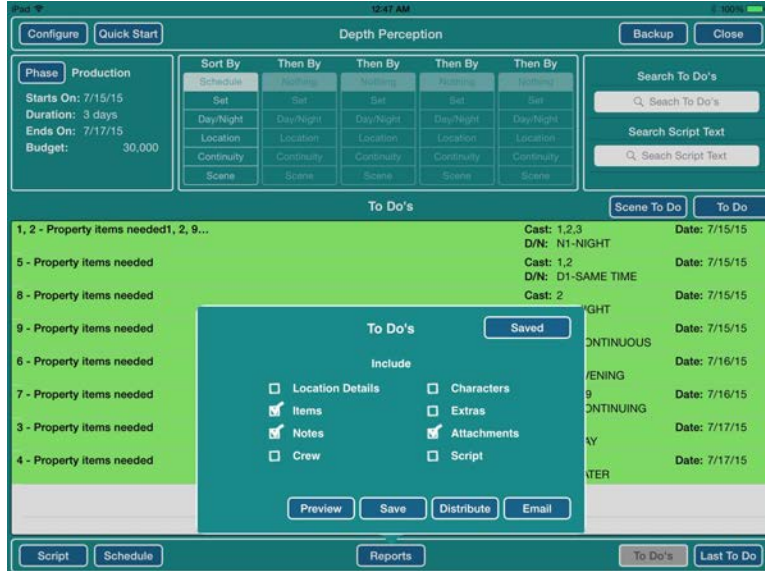 iPad 12:47 AM 100%
Configure Quick Start Depth Perception Backup Close
Phase Production
Starts On: 7/15/15
Duration: 3 days
Ends On: 7/17/15
Budget: 30,000
Sort By Then By Then By Then By Then By
Schedule Nothing Nothing Nothing Nothing
Set Set Set Set Set
Day/Night Day/Night Day/Night Day/Night Day/Night
Location Location Location Location Location
Continuity Continuity Continuity Continuity Continuity
Scene Scene Scene Scene Scene
Search To Do's
Seach To Do's
Search Script Text
Seach Script Text
To Do's Scene To Do To Do
1, 2 - Property items needed1, 2, 9... Cast: 1,2,3 Date: 7/15/15
D/N: N1-NIGHT
5 - Property items needed Cast: 1,2 Date: 7/15/15
D/N: D1-SAME TIME
8 - Property items needed Cast: 2 Date: 7/15/15
IGHT
9 - Property items needed Date: 7/15/15
ONTINUOUS
6 - Property items needed Date: 7/16/15
VENING
7 - Property items needed 9 Date: 7/16/15
ONTINUING
3 - Property items needed Date: 7/17/15
AY
4 - Property items needed Date: 7/17/15
ATER
To Do's Saved
Include
Location Details Characters
Items Extras
Notes Attachments
Crew Script
Preview Save Distribute Email
Script Schedule Reports To Do's Last To Do